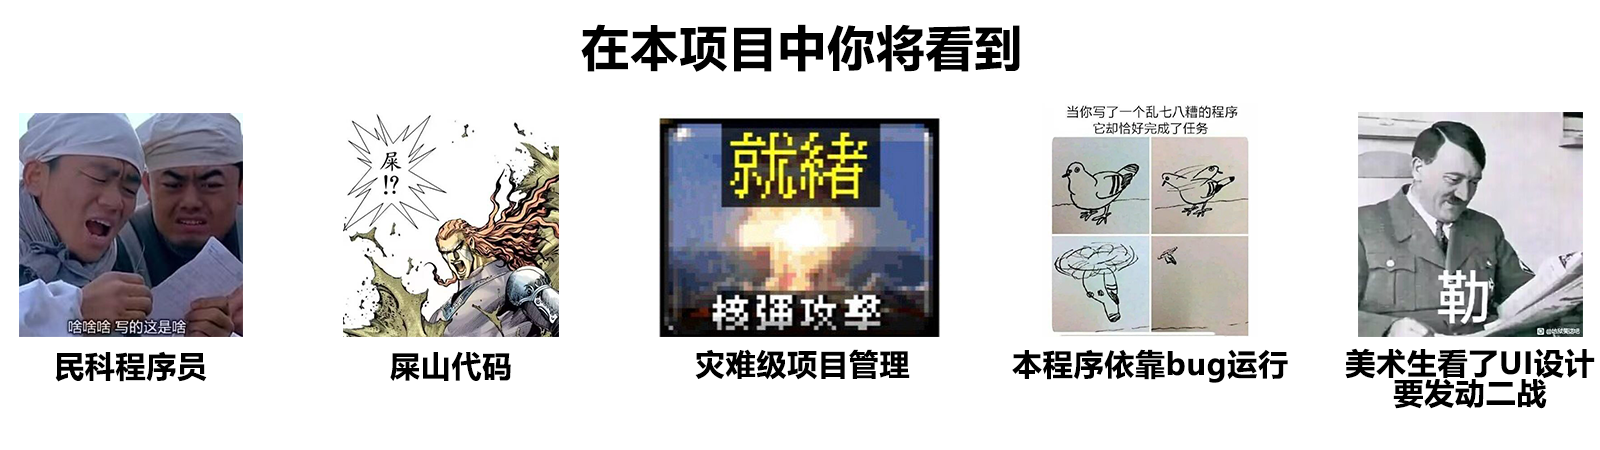 在本项目中你将看到
啥啥啥 写的这是啥
民科程序员
屎
!?
屎山代码
就緒
核彈攻擊
灾难级项目管理
当你写了一个乱七八糟的程序
它却恰好完成了任务
本程序依靠bug运行
勒
美术生看了UI设计
要发动二战